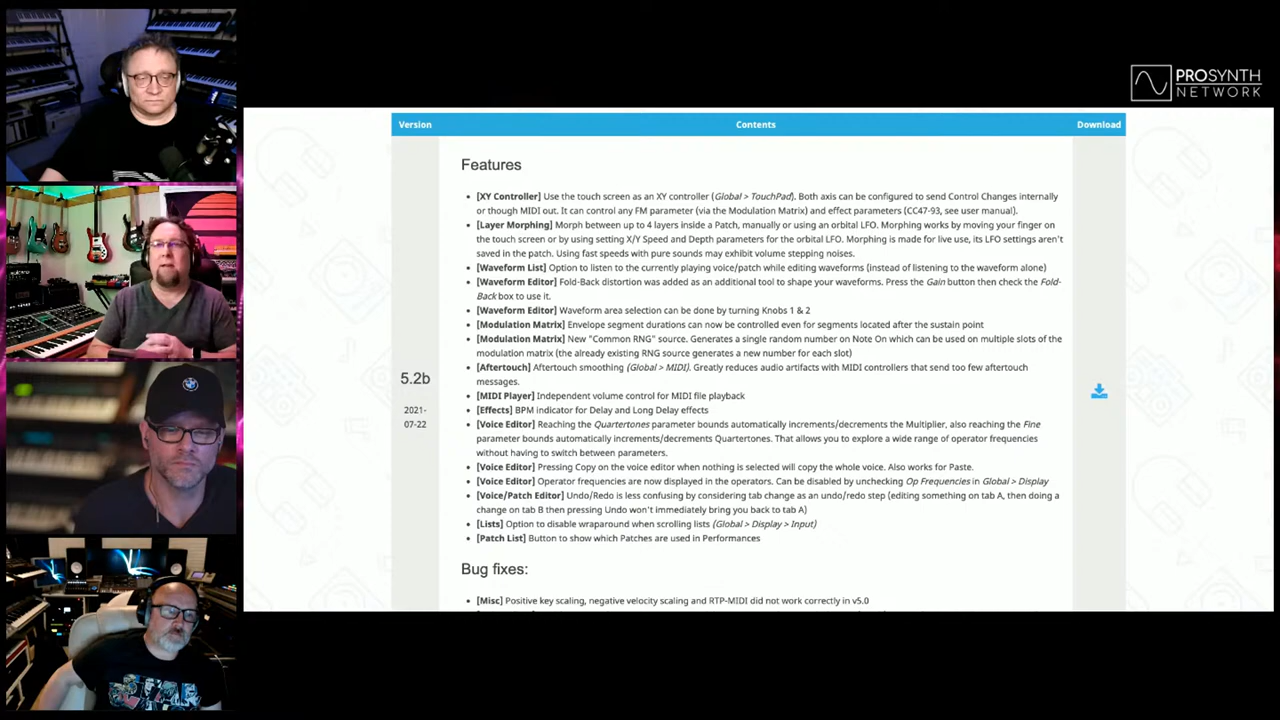 PROSYNTH
NETWORK
Version Contents Download
Features
[XY Controller] Use the touch screen as an XY controller (Global > TouchPad). Both axis can be configured to send Control Changes internally
or though MIDI out. It can control any FM parameter (via the Modulation Matrix) and effect parameters (CC47-93, see user manual).
[Layer Morphing] Morph between up to 4 layers inside a Patch, manually or using an orbital LFO. Morphing works by moving your finger on
the touch screen or by using setting X/Y Speed and Depth parameters for the orbital LFO. Morphing is made for live use, its LFO settings aren't
saved in the patch. Using fast speeds with pure sounds may exhibit volume stepping noises.
[Waveform List] Option to listen to the currently playing voice/patch while editing waveforms (instead of listening to the waveform alone)
[Waveform Editor] Fold-Back distortion was added as an additional tool to shape your waveforms. Press the Gain button then check the Fold-
Back box to use it.
[Waveform Editor] Waveform area selection can be done by turning Knobs 1 & 2
[Modulation Matrix] Envelope segment durations can now be controlled even for segments located after the sustain point
[Modulation Matrix] New "Common RNG" source. Generates a single random number on Note On which can be used on multiple slots of the
modulation matrix (the already existing RNG source generates a new number for each slot)
[Aftertouch] Aftertouch smoothing (Global > MIDI). Greatly reduces audio artifacts with MIDI controllers that send too few aftertouch
messages.
[MIDI Player] Independent volume control for MIDI file playback
[Effects] BPM indicator for Delay and Long Delay effects
[Voice Editor] Reaching the Quartertones parameter bounds automatically increments/decrements the Multiplier, also reaching the Fine
parameter bounds automatically increments/decrements Quartertones. That allows you to explore a wide range of operator frequencies
without having to switch between parameters.
[Voice Editor] Pressing Copy on the voice editor when nothing is selected will copy the whole voice. Also works for Paste.
[Voice Editor] Operator frequencies are now displayed in the operators. Can be disabled by unchecking Op Frequencies in Global > Display
[Voice/Patch Editor] Undo/Redo is less confusing by considering tab change as an undo/redo step (editing something on tab A, then doing a
change on tab B then pressing Undo won't immediately bring you back to tab A)
[Lists] Option to disable wraparound when scrolling lists (Global > Display > Input)
[Patch List] Button to show which Patches are used in Performances
5.2b
2021-
07-22
Bug fixes:
[Misc] Positive key scaling, negative velocity scaling and RTP-MIDI did not work correctly in v5.0